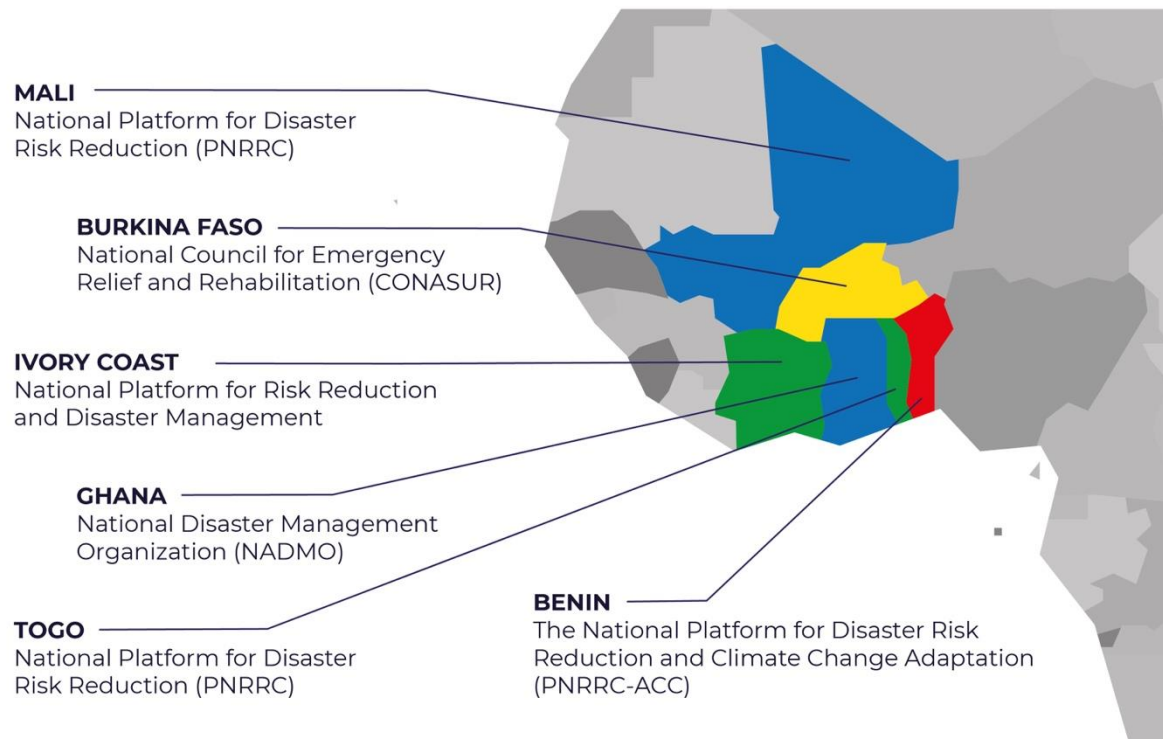 MALI
National Platform for Disaster
Risk Reduction (PNRRC)
BURKINA FASO
National Council for Emergency
Relief and Rehabilitation (CONASUR)
IVORY COAST
National Platform for Risk Reduction
and Disaster Management
GHANA
National Disaster Management
Organization (NADMO)
TOGO
National Platform for Disaster
Risk Reduction (PNRRC)
BENIN
The National Platform for Disaster Risk
Reduction and Climate Change Adaptation
(PNRRC-ACC)